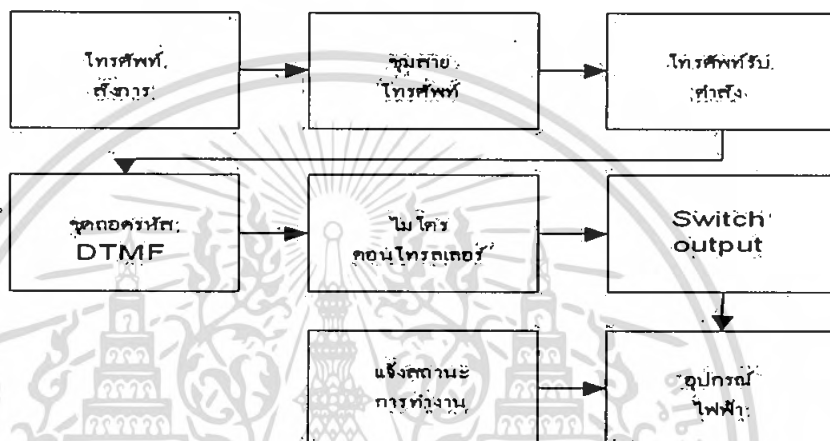 โทรศัพท์
สั่งการ
ชุมสาย
โทรศัพท์
โทรศัพท์รับ
คำสั่ง
ชุดถอดรหัส
DTMF
ไมโคร
คอนโทรลเลอร์
Switch
output
แจ้งสถานะ
การทำงาน
อุปกรณ์
ไฟฟ้า